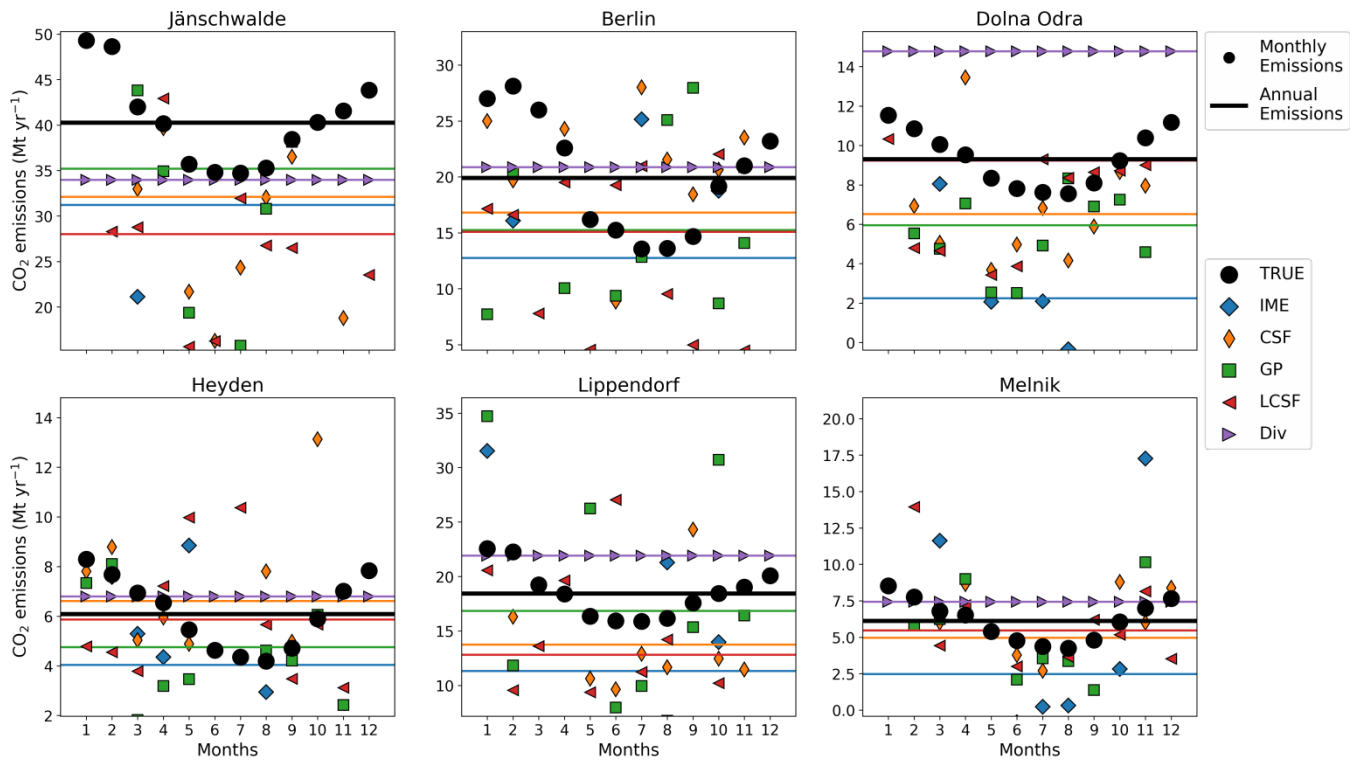 Jänschwalde
Berlin
Dolna Odra
CO2 emissions (Mt yr−1)
50
45
40
35
30
25
20
30
25
20
15
10
5
14
12
10
8
6
4
2
0
Monthly
Emissions
Annual
Emissions
TRUE
IME
CSF
GP
LCSF
Div
Heyden
Lippendorf
Melnik
CO2 emissions (Mt yr−1)
14
12
10
8
6
4
2
35
30
25
20
15
10
20.0
17.5
15.0
12.5
10.0
7.5
5.0
2.5
0.0
1 2 3 4 5 6 7 8 9 10 11 12
1 2 3 4 5 6 7 8 9 10 11 12
1 2 3 4 5 6 7 8 9 10 11 12
Months
Months
Months